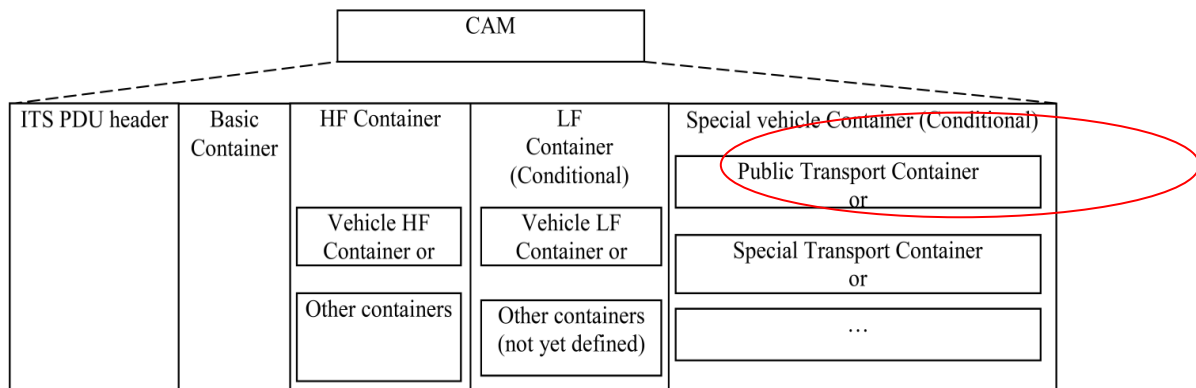 CAM
ITS PDU header
Basic
Container
HF Container
Vehicle HF
Container or
Other containers
LF
Container
(Conditional)
Vehicle LF
Container or
Other containers
(not yet defined)
Special vehicle Container (Conditional)
Public Transport Container
or
Special Transport Container
or
…